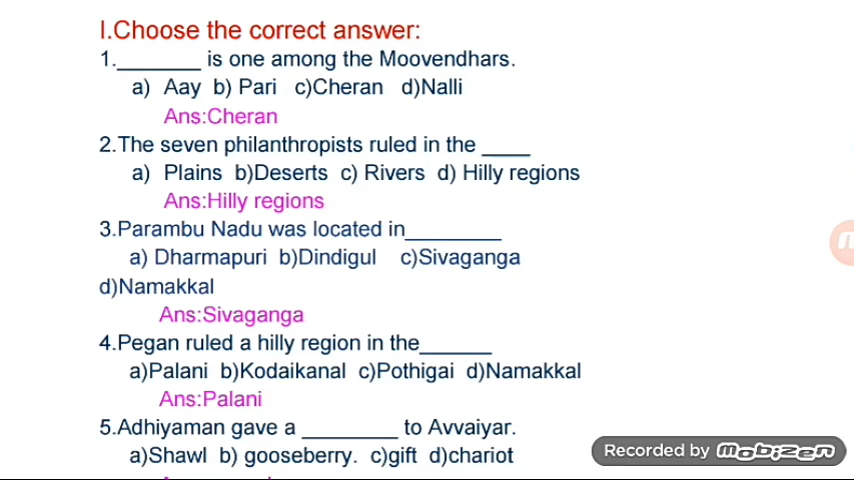 I.Choose the correct answer:
1.________ is one among the Moovendhars.
a) Aay b) Pari c)Cheran d)Nalli
Ans:Cheran
2.The seven philanthropists ruled in the _____
a) Plains b)Deserts c) Rivers d) Hilly regions
Ans:Hilly regions
3.Parambu Nadu was located in_________
a) Dharmapuri b)Dindigul c)Sivaganga
d)Namakkal
Ans:Sivaganga
4.Pegan ruled a hilly region in the_______
a)Palani b)Kodaikanal c)Pothigai d)Namakkal
Ans:Palani
5.Adhiyaman gave a _________ to Avvaiyar.
a)Shawl b) gooseberry. c)gift d)chariot
Recorded by Mobizen